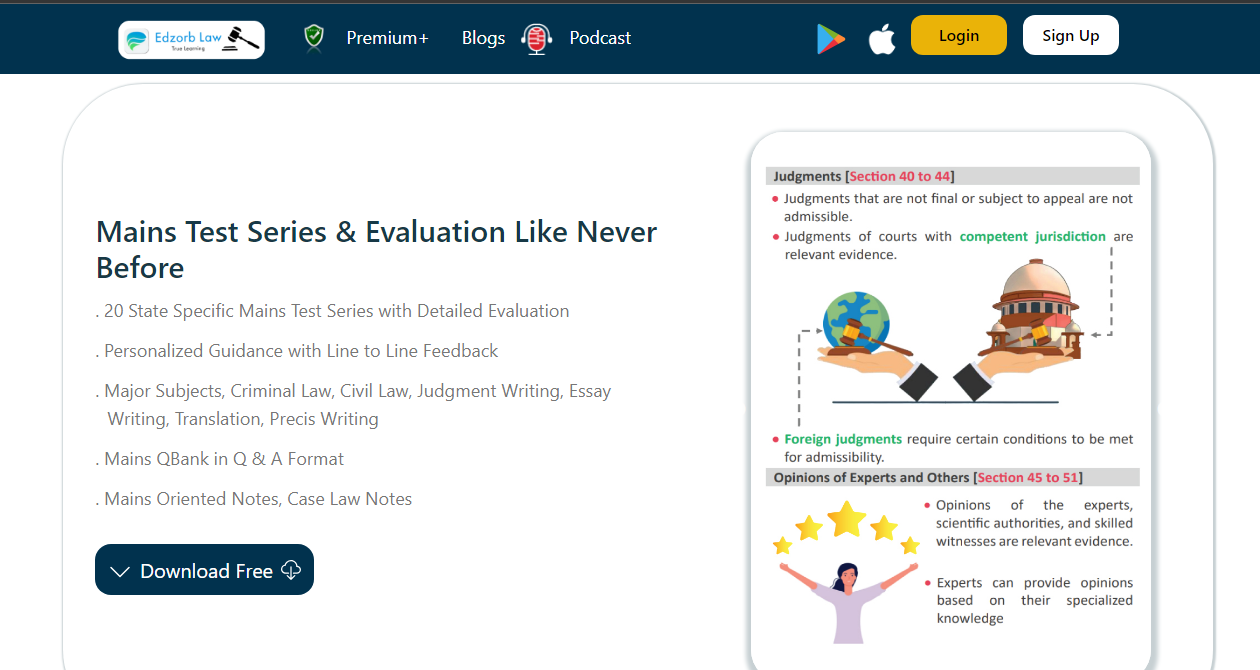 Edzorb Law
True Learning
Premium+
Blogs
Podcast
Login
Sign Up
Mains Test Series & Evaluation Like Never
Before
. 20 State Specific Mains Test Series with Detailed Evaluation
. Personalized Guidance with Line to Line Feedback
. Major Subjects, Criminal Law, Civil Law, Judgment Writing, Essay
Writing, Translation, Precis Writing
. Mains QBank in Q & A Format
. Mains Oriented Notes, Case Law Notes
Download Free
Judgments [Section 40 to 44]
• Judgments that are not final or subject to appeal are not
admissible.
• Judgments of courts with competent jurisdiction are
relevant evidence.
• Foreign judgments require certain conditions to be met
for admissibility.
Opinions of Experts and Others [Section 45 to 51]
• Opinions of the experts,
scientific authorities, and skilled
witnesses are relevant evidence.
• Experts can provide opinions
based on their specialized
knowledge